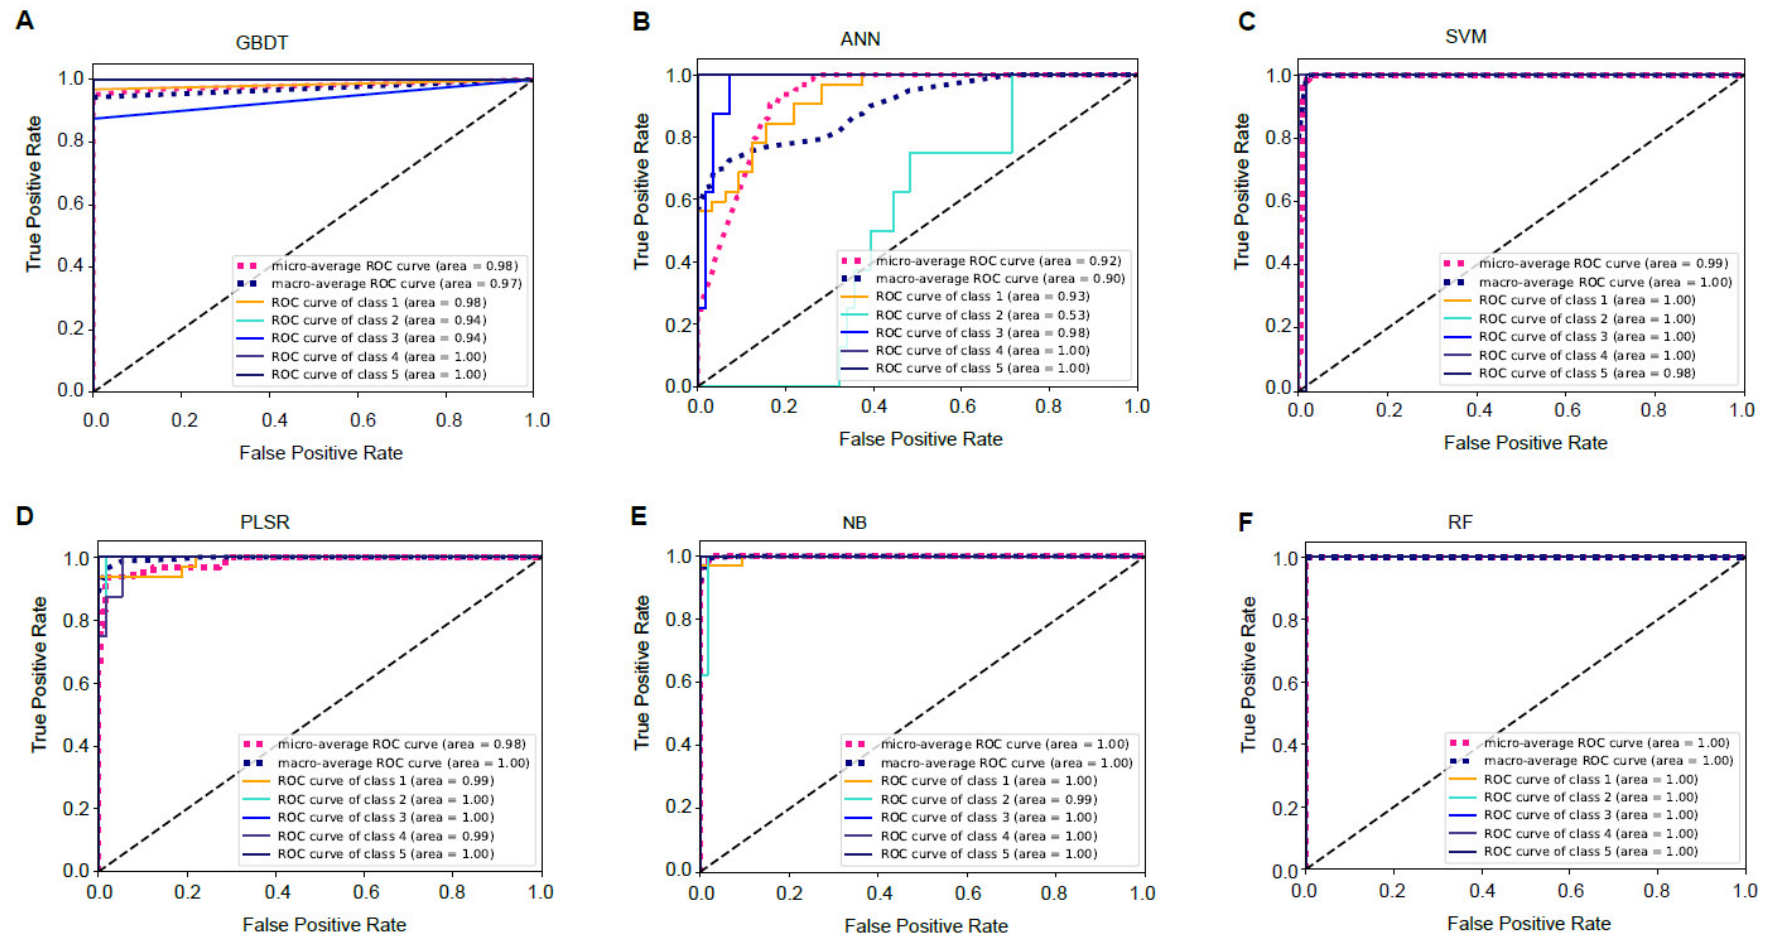 A
GBDT
True Positive Rate
1.0
0.8
0.6
0.4
0.2
0.0
micro-average ROC curve (area = 0.98)
macro-average ROC curve (area = 0.97)
ROC curve of class 1 (area = 0.98)
ROC curve of class 2 (area = 0.94)
ROC curve of class 3 (area = 0.94)
ROC curve of class 4 (area = 1.00)
ROC curve of class 5 (area = 1.00)
0.0 0.2 0.4 0.6 0.8 1.0
False Positive Rate
B
ANN
True Positive Rate
1.0
0.8
0.6
0.4
0.2
0.0
micro-average ROC curve (area = 0.92)
macro-average ROC curve (area = 0.90)
ROC curve of class 1 (area = 0.93)
ROC curve of class 2 (area = 0.53)
ROC curve of class 3 (area = 0.98)
ROC curve of class 4 (area = 1.00)
ROC curve of class 5 (area = 1.00)
0.0 0.2 0.4 0.6 0.8 1.0
False Positive Rate
C
SVM
True Positive Rate
1.0
0.8
0.6
0.4
0.2
0.0
micro-average ROC curve (area = 0.99)
macro-average ROC curve (area = 1.00)
ROC curve of class 1 (area = 1.00)
ROC curve of class 2 (area = 1.00)
ROC curve of class 3 (area = 1.00)
ROC curve of class 4 (area = 1.00)
ROC curve of class 5 (area = 0.98)
0.0 0.2 0.4 0.6 0.8 1.0
False Positive Rate
D
PLSR
True Positive Rate
1.0
0.8
0.6
0.4
0.2
0.0
micro-average ROC curve (area = 0.98)
macro-average ROC curve (area = 1.00)
ROC curve of class 1 (area = 0.99)
ROC curve of class 2 (area = 1.00)
ROC curve of class 3 (area = 1.00)
ROC curve of class 4 (area = 0.99)
ROC curve of class 5 (area = 1.00)
0.0 0.2 0.4 0.6 0.8 1.0
False Positive Rate
E
NB
True Positive Rate
1.0
0.8
0.6
0.4
0.2
0.0
micro-average ROC curve (area = 1.00)
macro-average ROC curve (area = 1.00)
ROC curve of class 1 (area = 1.00)
ROC curve of class 2 (area = 0.99)
ROC curve of class 3 (area = 1.00)
ROC curve of class 4 (area = 1.00)
ROC curve of class 5 (area = 1.00)
0.0 0.2 0.4 0.6 0.8 1.0
False Positive Rate
F
RF
True Positive Rate
1.0
0.8
0.6
0.4
0.2
0.0
micro-average ROC curve (area = 1.00)
macro-average ROC curve (area = 1.00)
ROC curve of class 1 (area = 1.00)
ROC curve of class 2 (area = 1.00)
ROC curve of class 3 (area = 1.00)
ROC curve of class 4 (area = 1.00)
ROC curve of class 5 (area = 1.00)
0.0 0.2 0.4 0.6 0.8 1.0
False Positive Rate